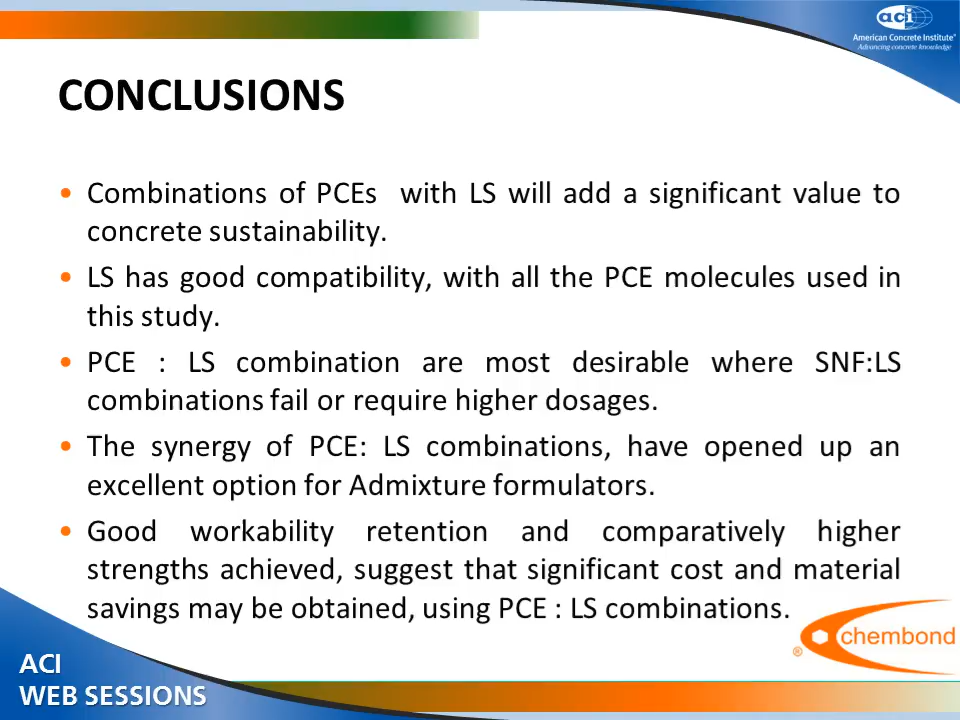 aci
American Concrete Institute®
Advancing concrete knowledge
CONCLUSIONS
• Combinations of PCEs with LS will add a significant value to
concrete sustainability.
• LS has good compatibility, with all the PCE molecules used in
this study.
• PCE : LS combination are most desirable where SNF:LS
combinations fail or require higher dosages.
• The synergy of PCE: LS combinations, have opened up an
excellent option for Admixture formulators.
• Good workability retention and comparatively higher
strengths achieved, suggest that significant cost and material
savings may be obtained, using PCE : LS combinations.
® chembond
ACI
WEB SESSIONS